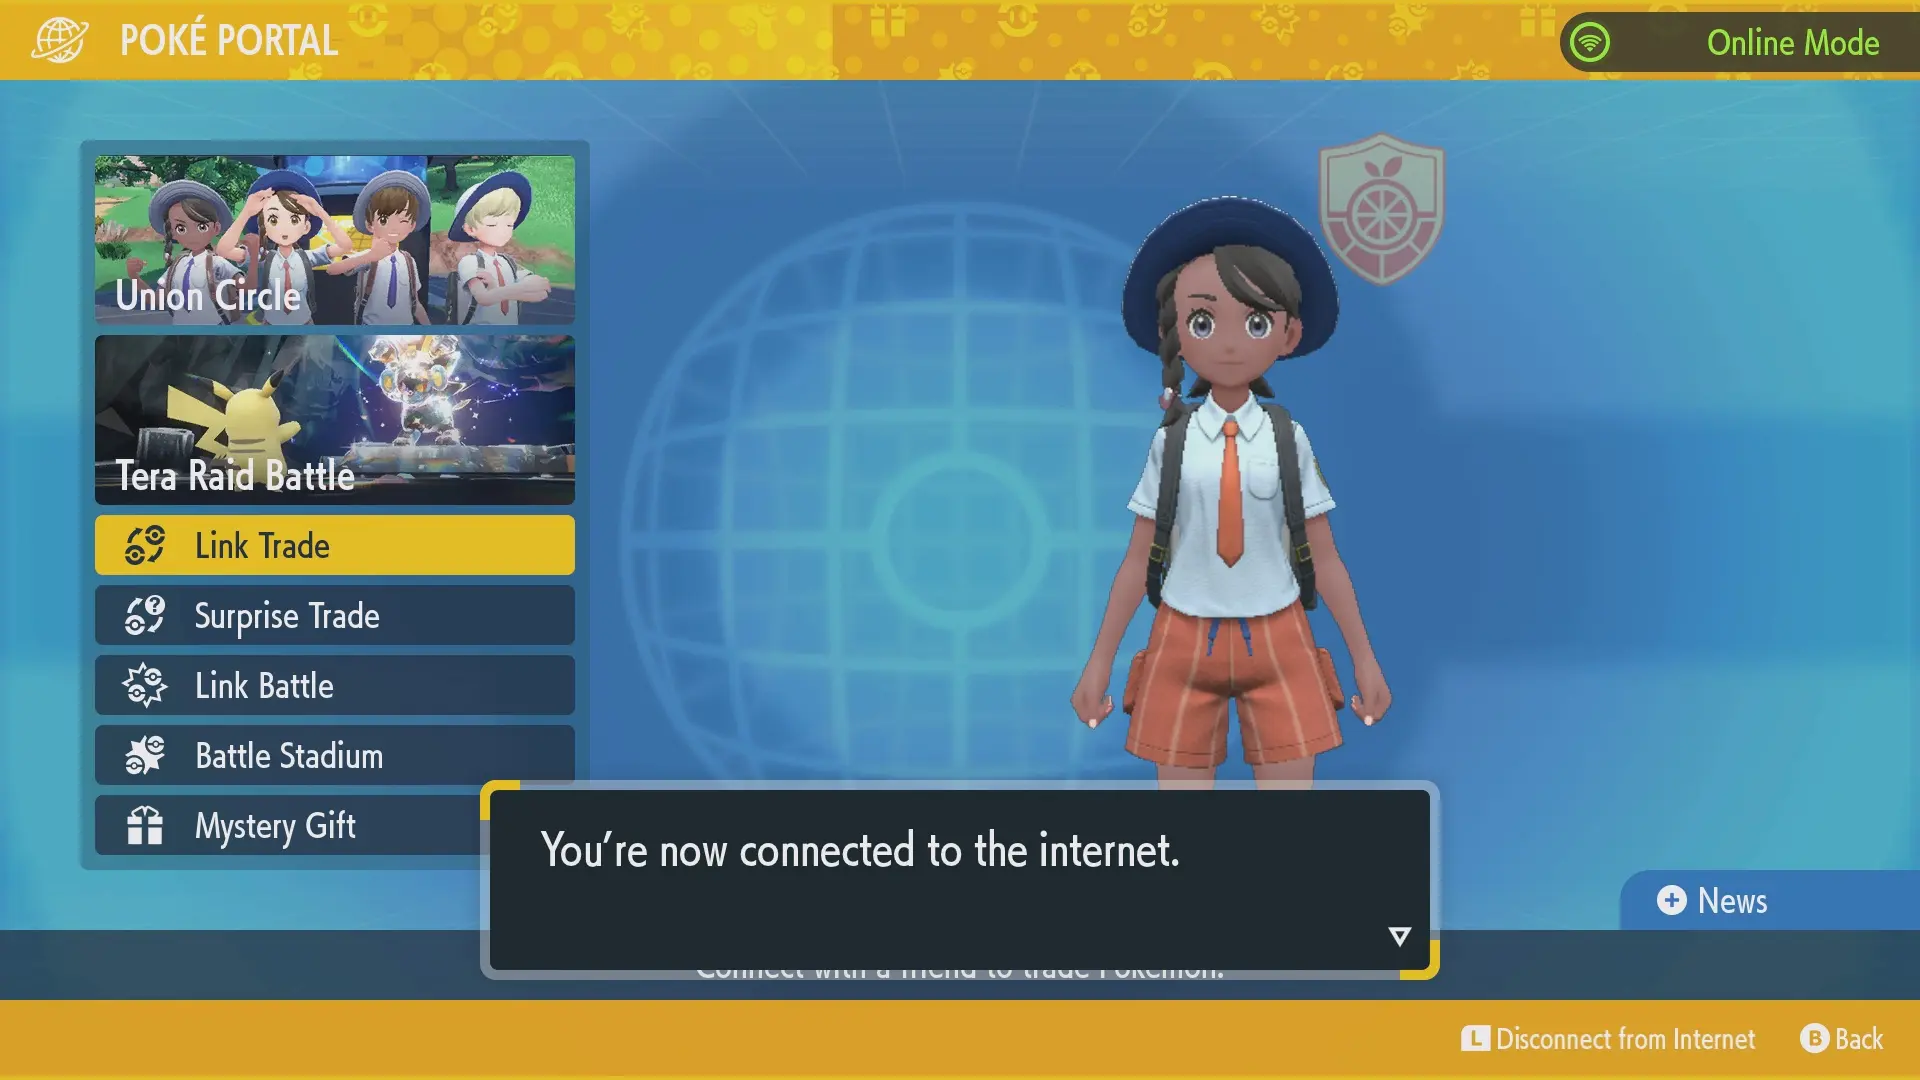 POKÉ PORTAL
Online Mode
Union Circle
Tera Raid Battle
Link Trade
Surprise Trade
Link Battle
Battle Stadium
Mystery Gift
You're now connected to the internet.
Connect with a friend to trade Pokémon.
+ News
L Disconnect from Internet
B Back